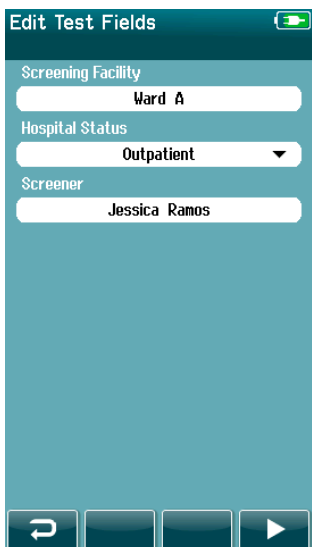 Edit Test Fields
Screening Facility
Ward A
Hospital Status
Outpatient
Screener
Jessica Ramos